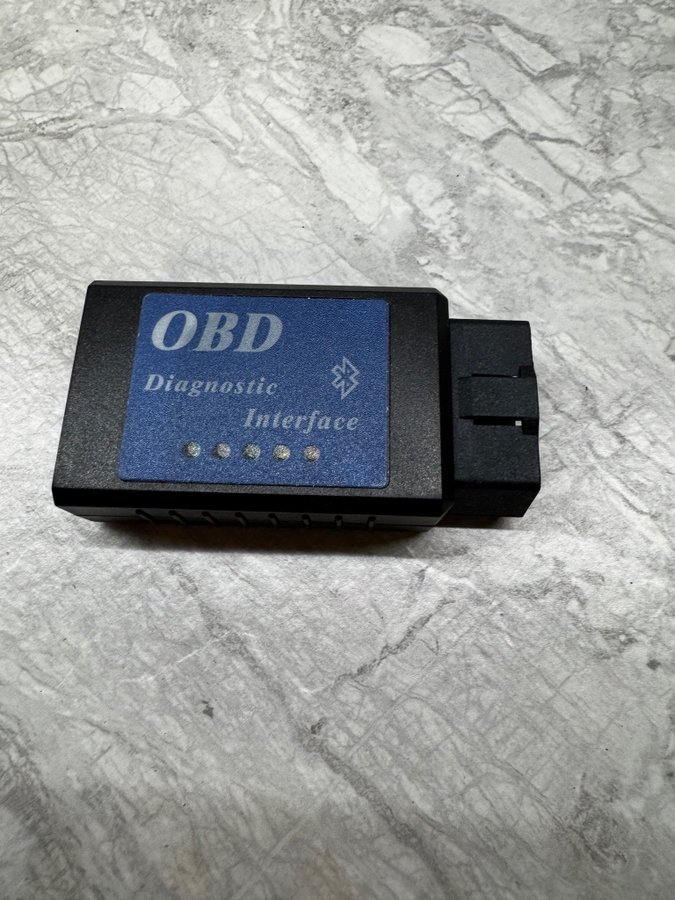 OBD
Diagnostic
Interface